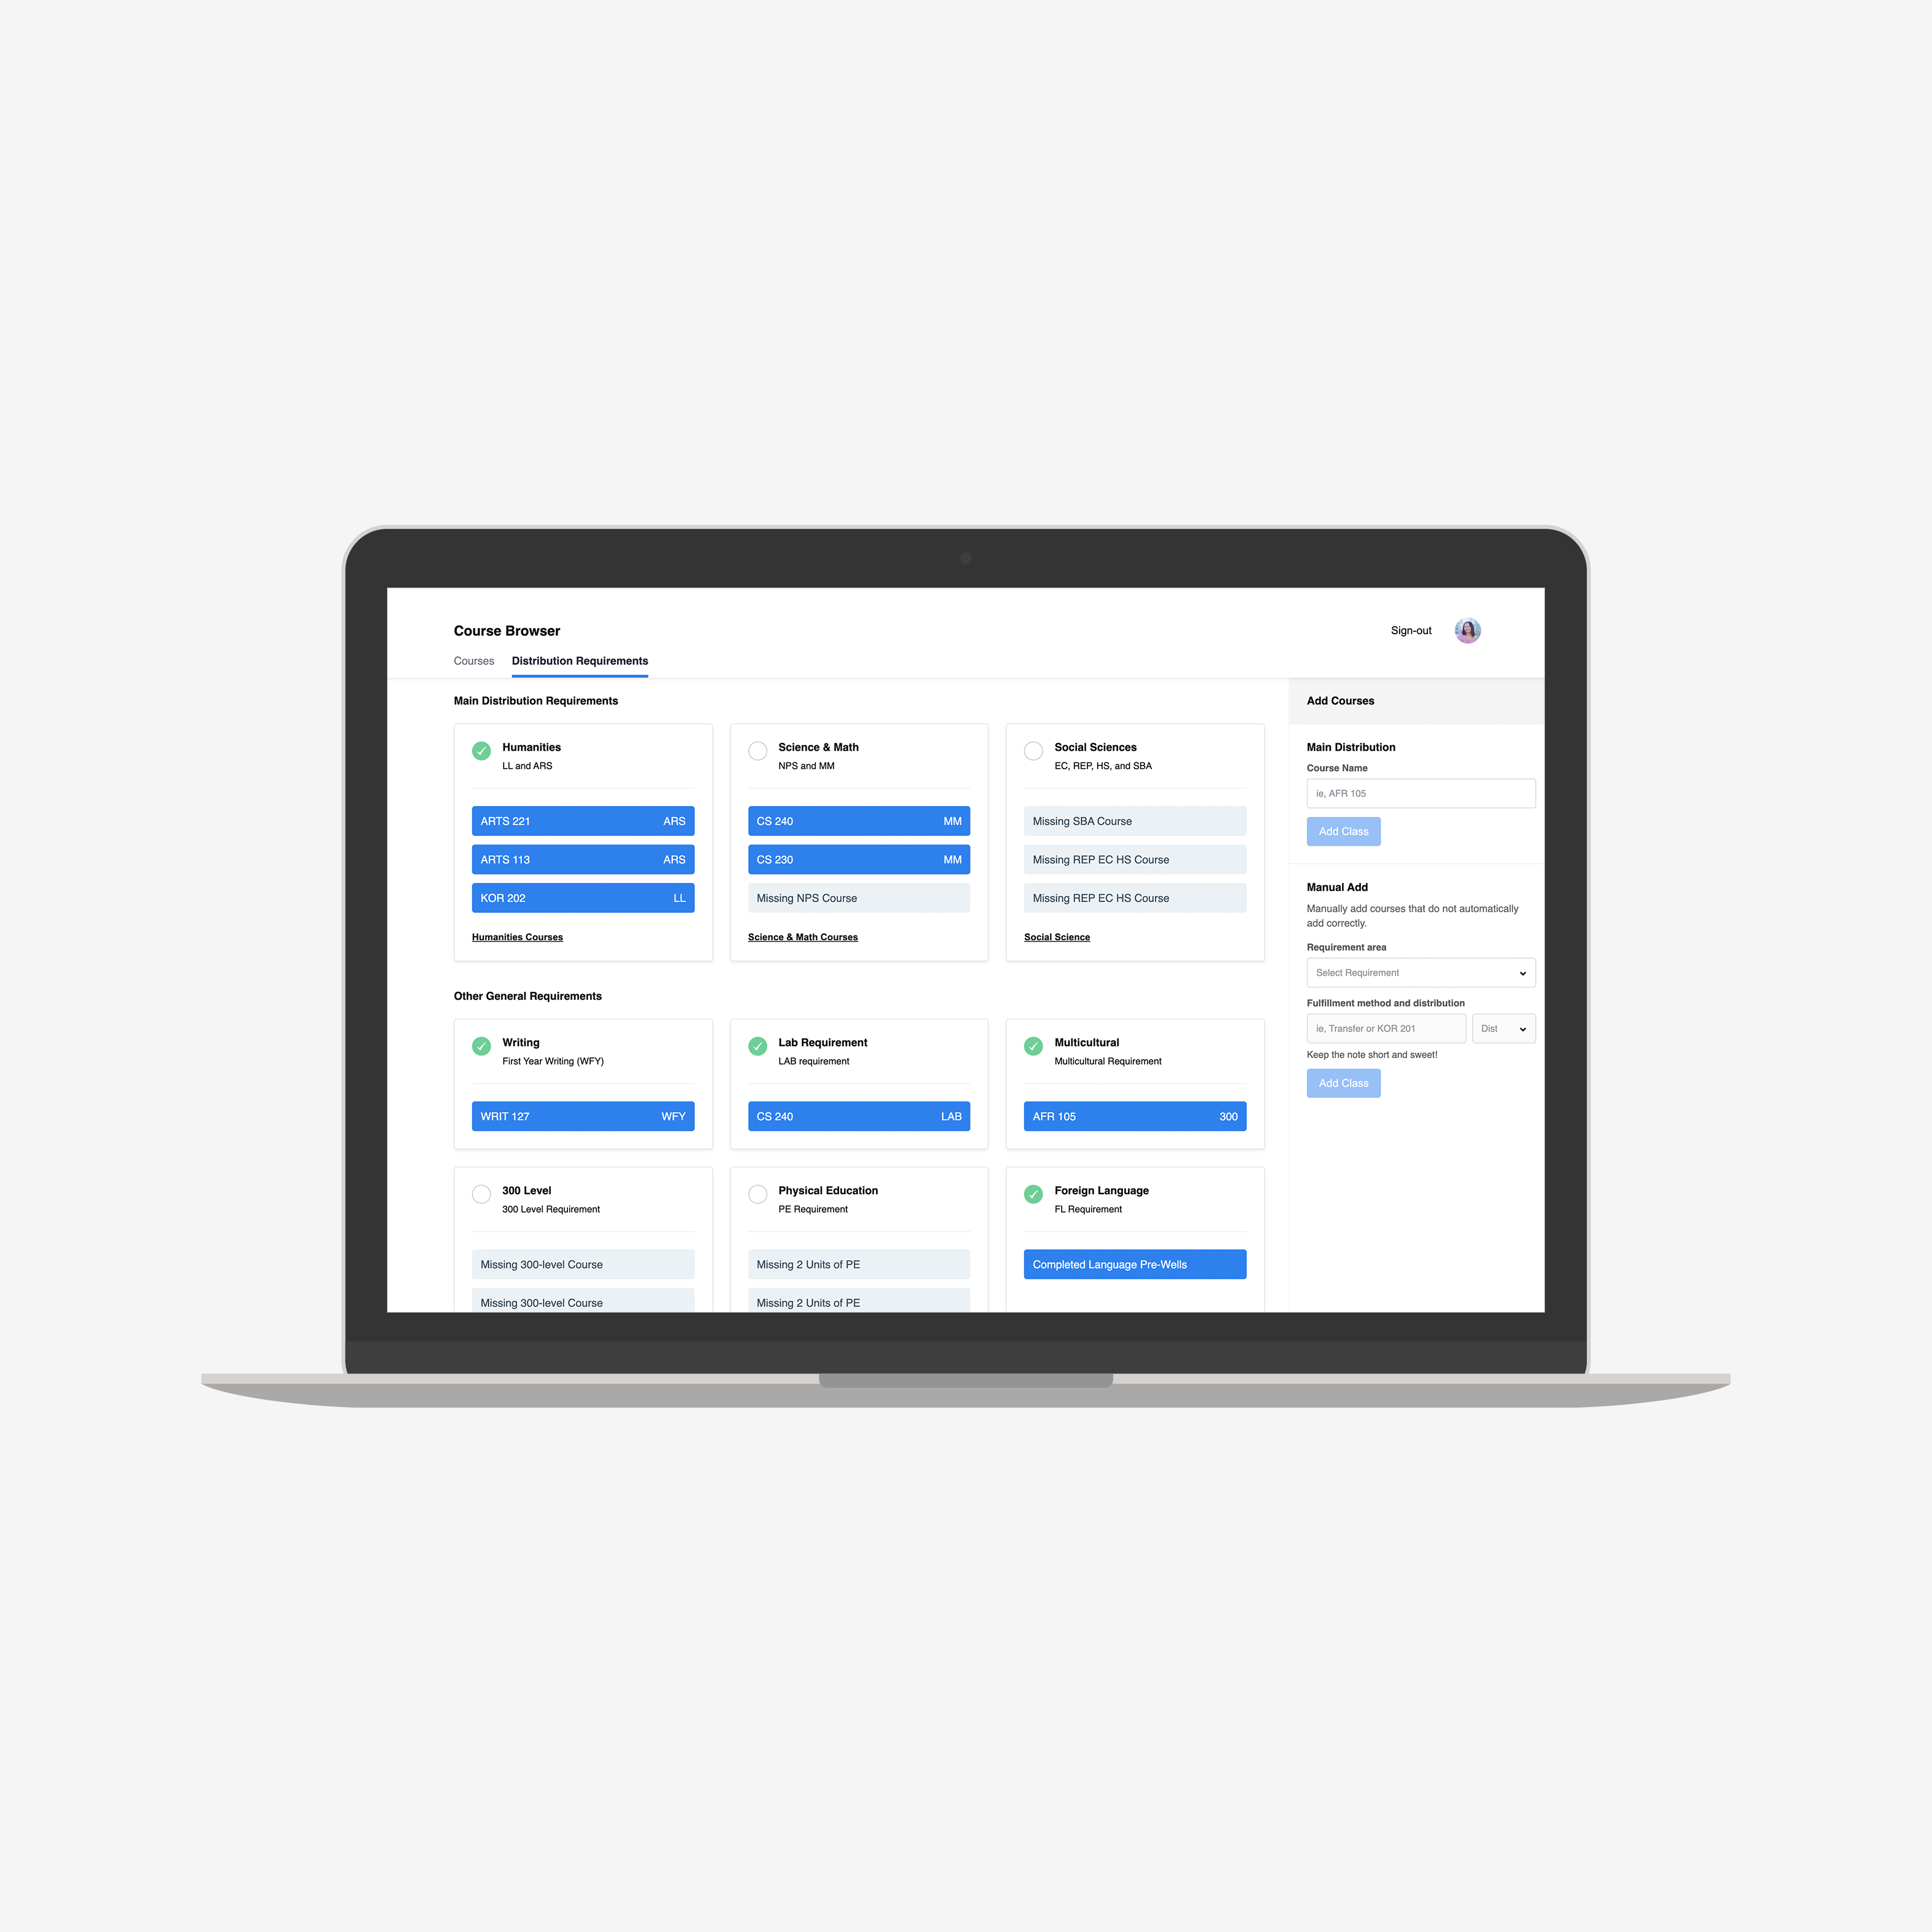 Course Browser
Sign-out
Courses Distribution Requirements
Main Distribution Requirements
Humanities
LL and ARS
ARTS 221 ARS
ARTS 113 ARS
KOR 202 LL
Humanities Courses
Science & Math
NPS and MM
CS 240 MM
CS 230 MM
Missing NPS Course
Science & Math Courses
Social Sciences
EC, REP, HS, and SBA
Missing SBA Course
Missing REP EC HS Course
Missing REP EC HS Course
Social Science
Other General Requirements
Writing
First Year Writing (WFY)
WRIT 127 WFY
Lab Requirement
LAB requirement
CS 240 LAB
Multicultural
Multicultural Requirement
AFR 105 300
300 Level
300 Level Requirement
Missing 300-level Course
Missing 300-level Course
Physical Education
PE Requirement
Missing 2 Units of PE
Missing 2 Units of PE
Foreign Language
FL Requirement
Completed Language Pre-Wells
Add Courses
Main Distribution
Course Name
ie, AFR 105
Add Class
Manual Add
Manually add courses that do not automatically
add correctly.
Requirement area
Select Requirement
Fulfillment method and distribution
ie, Transfer or KOR 201 Dist
Keep the note short and sweet!
Add Class